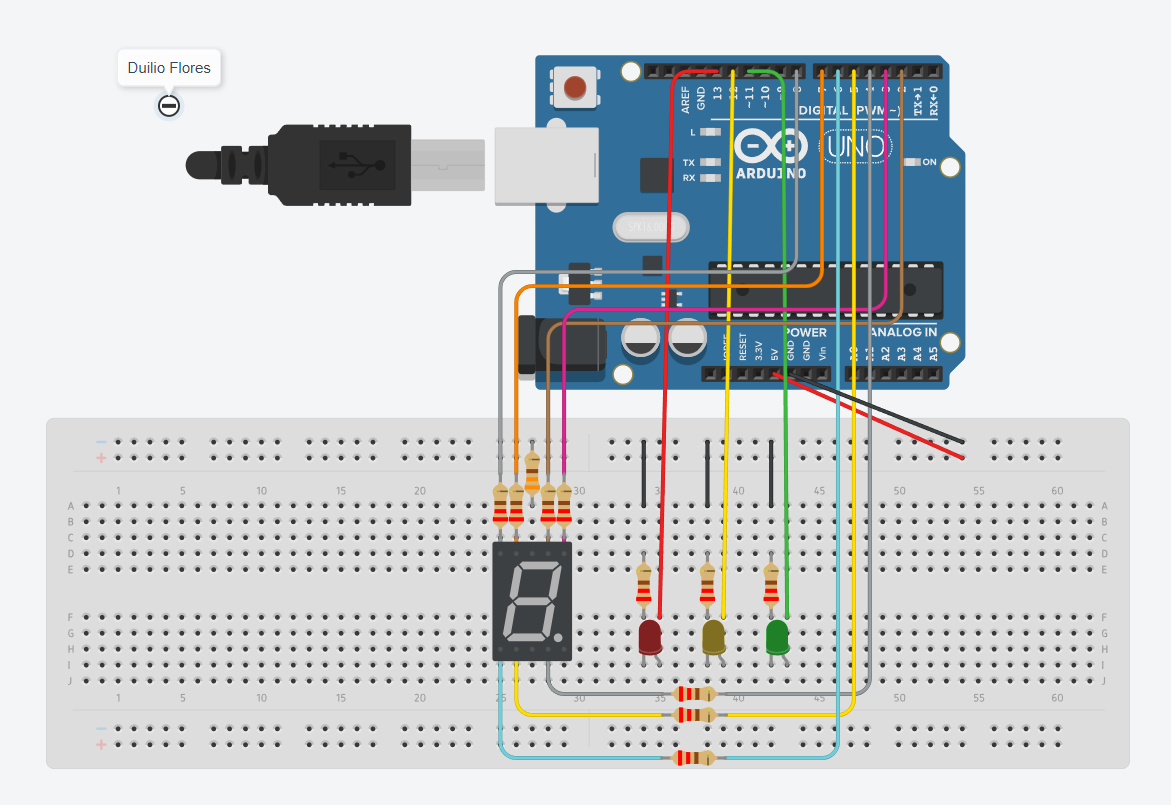 Duilio Flores
AREF
GND
13
12
~11
~10
~9
8
7
~6
~5
4
~3
2
TX→1
RX←0
DIGITAL (PWM ~)
L
TX
RX
UNO
ARDUINO
ON
IOREF
RESET
3.3V
5V
GND
GND
Vin
POWER
ANALOG IN
A0
A1
A2
A3
A4
A5
1 5 10 15 20 30 35 40 45 50 55 60
A A
B B
C C
D D
E E
F F
G G
H H
I I
J J
1 5 10 15 20 25 30 35 40 45 50 55 60